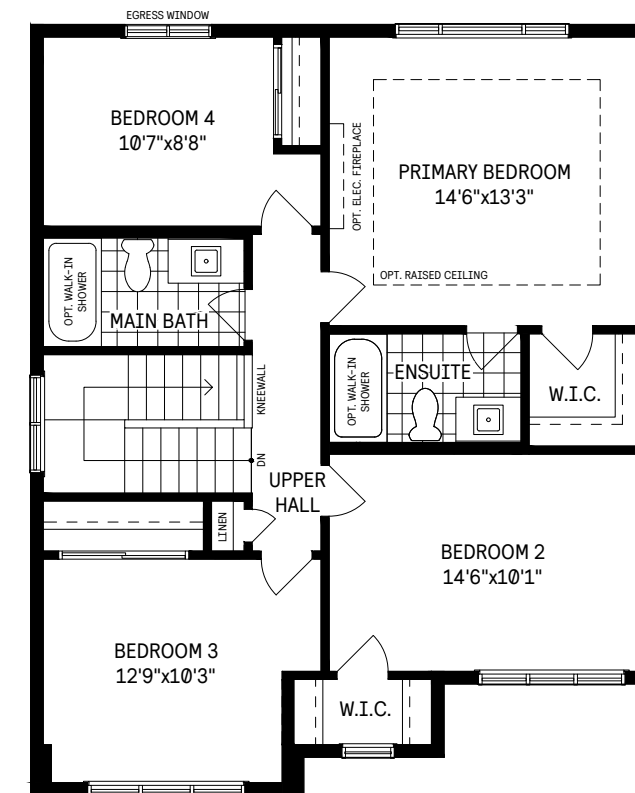 EGRESS WINDOW
BEDROOM 4
10'7"x8'8"
OPT. ELEC. FIREPLACE
PRIMARY BEDROOM
14'6"x13'3"
OPT. RAISED CEILING
OPT. WALK-IN
SHOWER
MAIN BATH
KNEEWALL
OPT. WALK-IN
SHOWER
ENSUITE
W.I.C.
DN
UPPER
HALL
LINEN
BEDROOM 2
14'6"x10'1"
BEDROOM 3
12'9"x10'3"
W.I.C.